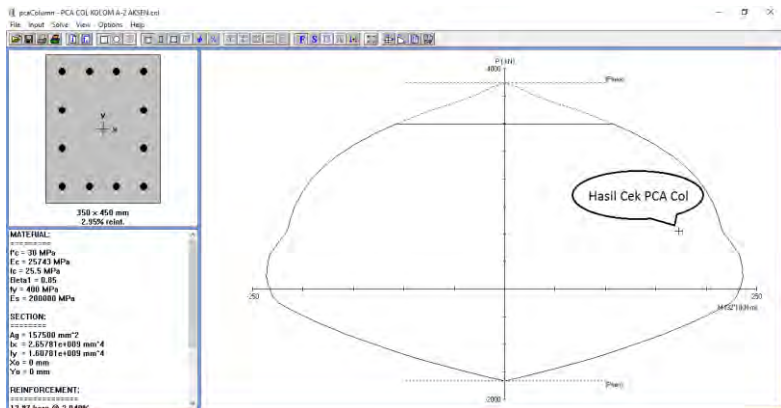 pcaColumn - PCA COL KOLOM A-2 AKSEN.col
File Input Solve View Options Help
350 x 450 mm
2.95% reinf.
MATERIAL:
=========
f'c = 30 MPa
Ec = 25743 MPa
fc = 25.5 MPa
Beta1 = 0.85
fy = 400 MPa
Es = 200000 MPa
SECTION:
========
Ag = 157500 mm^2
Ix = 2.65781e+009 mm^4
Iy = 1.60781e+009 mm^4
Xo = 0 mm
Yo = 0 mm
REINFORCEMENT:
==============
P (kN)
4000
(Pmax)
Hasil Cek PCA Col
-250
250
(Pmin)
-2000
y
x